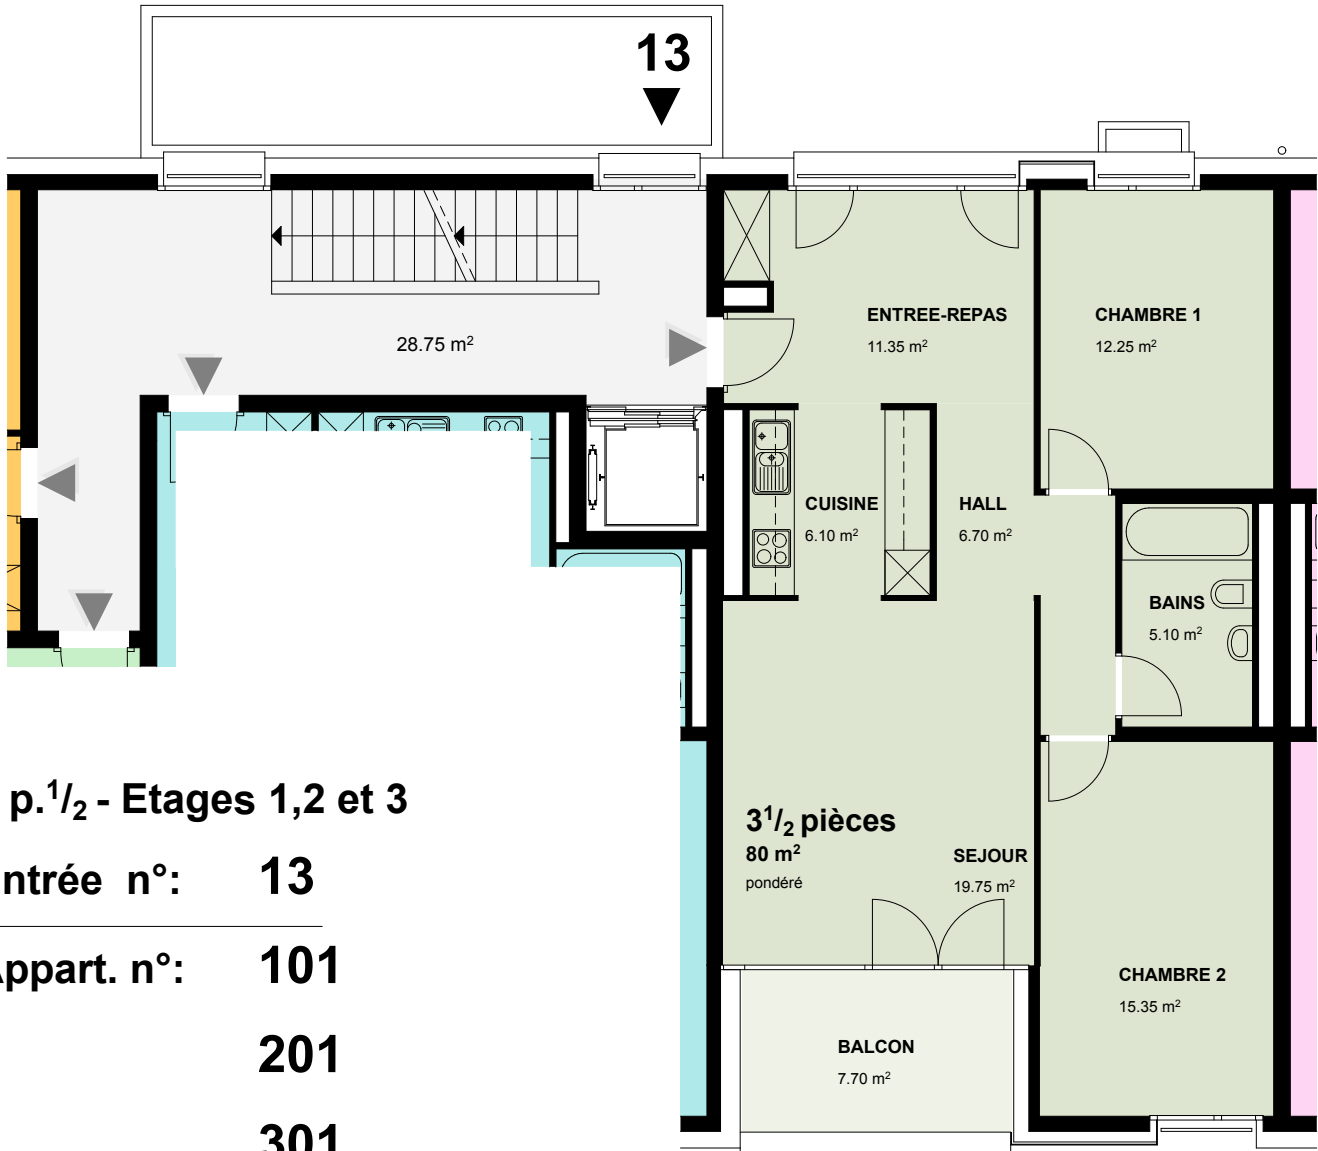 13
28.75 m²
ENTREE-REPAS
11.35 m²
CHAMBRE 1
12.25 m²
CUISINE
6.10 m²
HALL
6.70 m²
BAINS
5.10 m²
3¹/₂ pièces
80 m²
pondéré
SEJOUR
19.75 m²
CHAMBRE 2
15.35 m²
BALCON
7.70 m²
p.¹/₂ - Etages 1,2 et 3
ntrée n°: 13
Appart. n°: 101
201
301